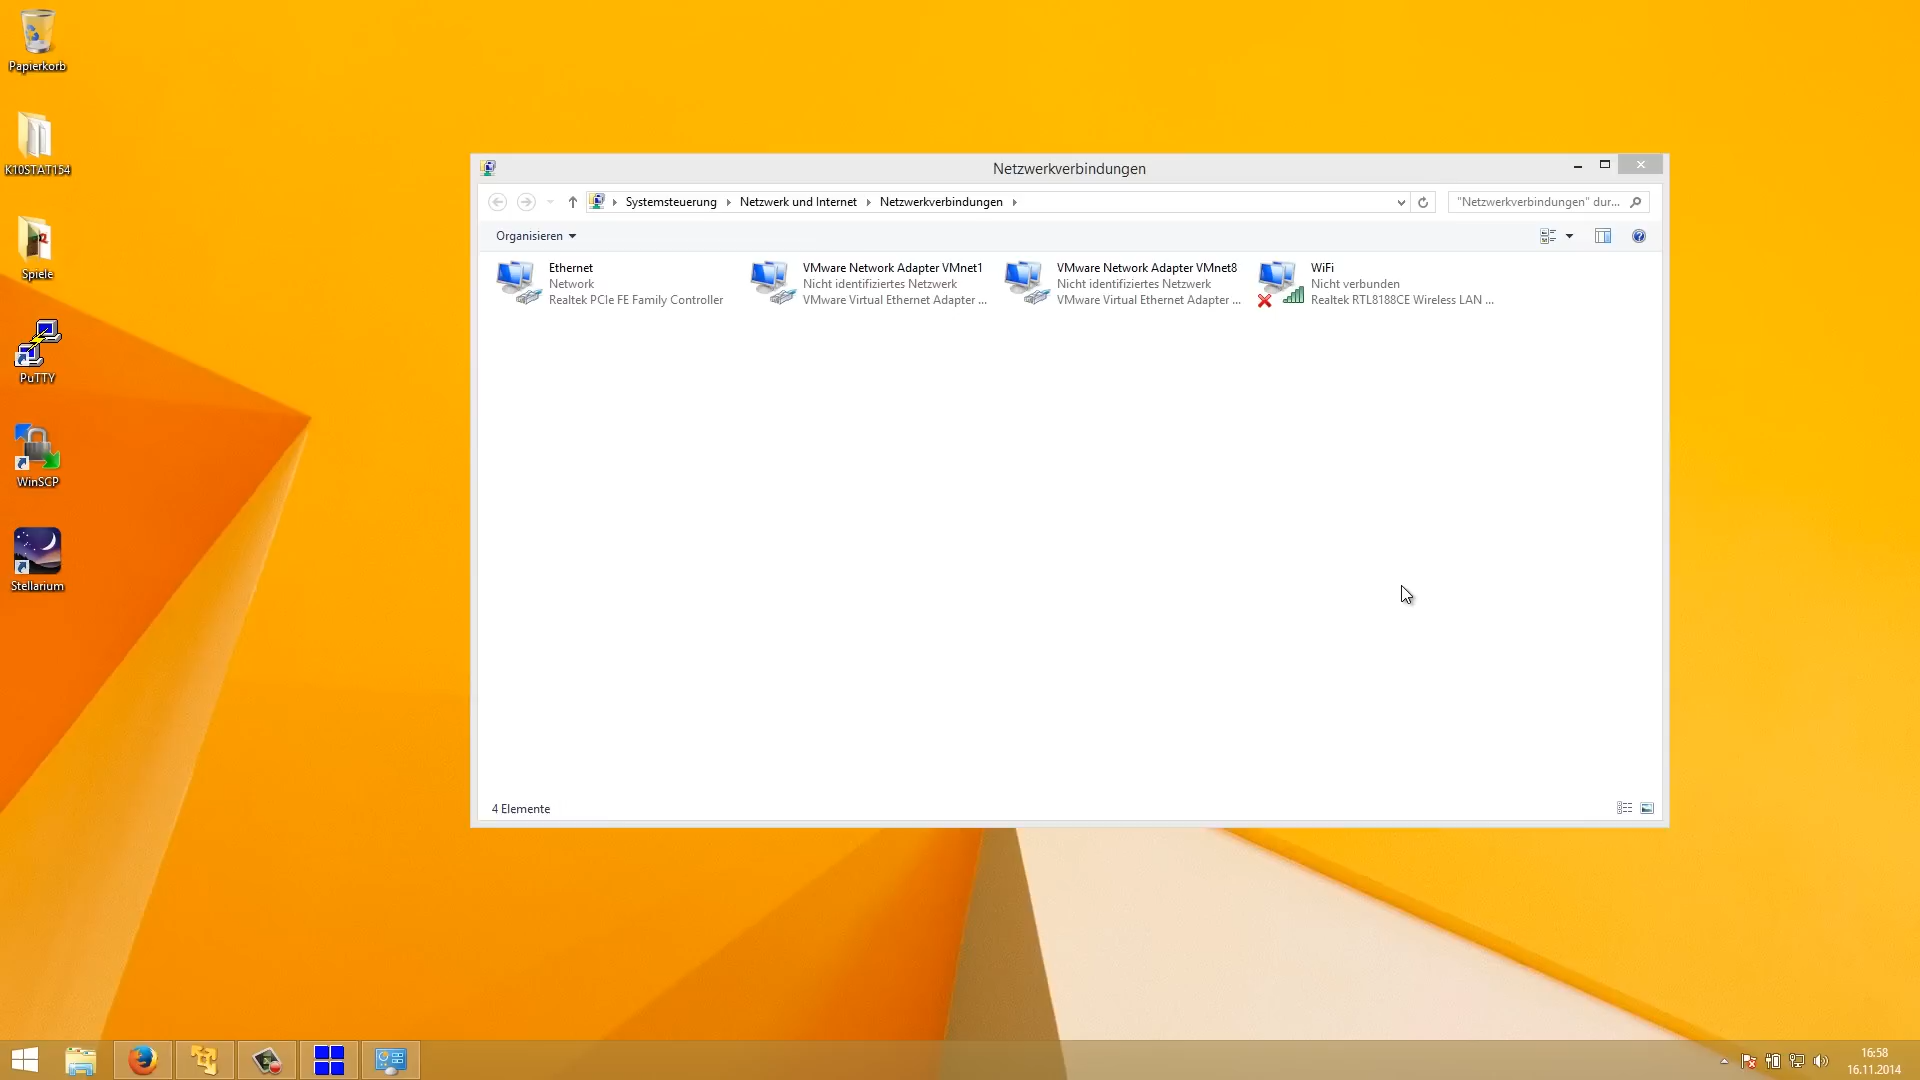 Papierkorb
K10STAT154
Spiele
PuTTY
WinSCP
Stellarium
Netzwerkverbindungen
Systemsteuerung
Netzwerk und Internet
Netzwerkverbindungen
"Netzwerkverbindungen" dur...
Organisieren
Ethernet
Network
Realtek PCIe FE Family Controller
VMware Network Adapter VMnet1
Nicht identifiziertes Netzwerk
VMware Virtual Ethernet Adapter ...
VMware Network Adapter VMnet8
Nicht identifiziertes Netzwerk
VMware Virtual Ethernet Adapter ...
WiFi
Nicht verbunden
Realtek RTL8188CE Wireless LAN ...
4 Elemente
16:58
16.11.2014